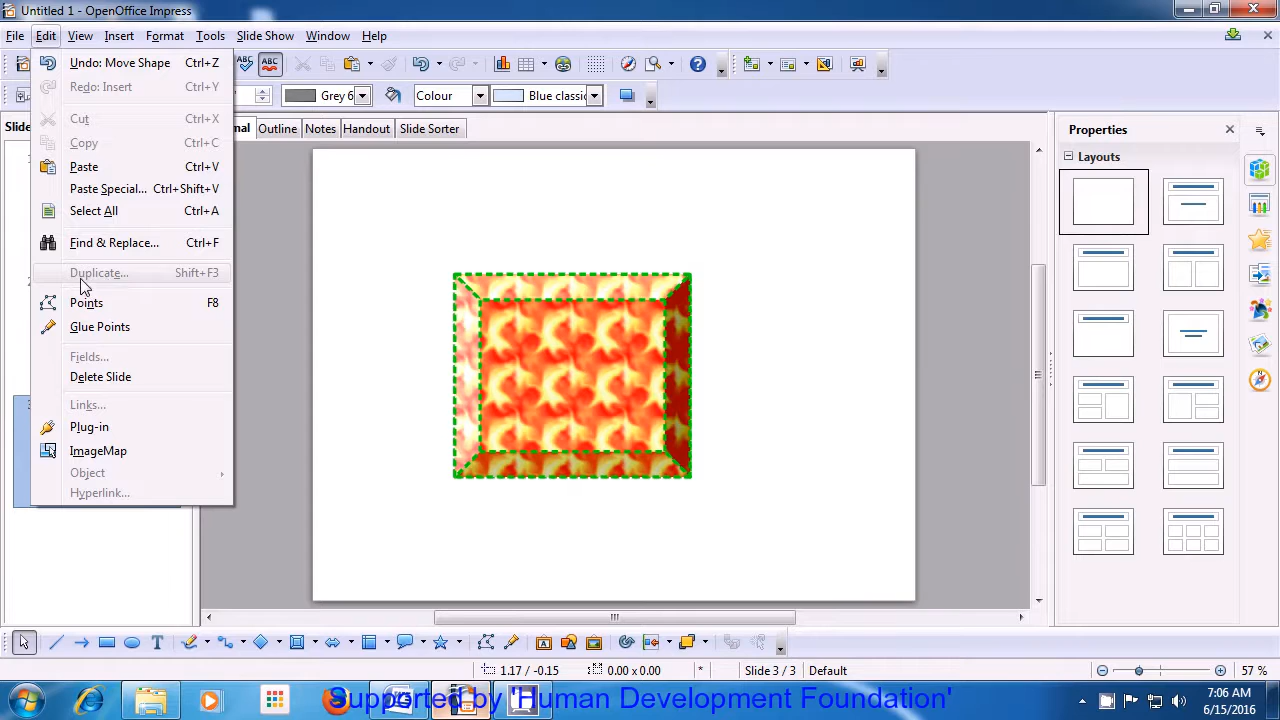 Untitled 1 - OpenOffice Impress
File Edit View Insert Format Tools Slide Show Window Help
ABC ABC
Grey 6 Colour Blue classic
Undo: Move Shape Ctrl+Z
Redo: Insert Ctrl+Y
Cut Ctrl+X
Copy Ctrl+C
Paste Ctrl+V
Paste Special... Ctrl+Shift+V
Select All Ctrl+A
Find & Replace... Ctrl+F
Duplicate... Shift+F3
Points F8
Glue Points
Fields...
Delete Slide
Links...
Plug-in
ImageMap
Object
Hyperlink...
Outline Notes Handout Slide Sorter
Properties
Layouts
1.17 / -0.15 0.00 x 0.00 * Slide 3 / 3 Default 57 %
Supported by 'Human Development Foundation'
7:06 AM
6/15/2016